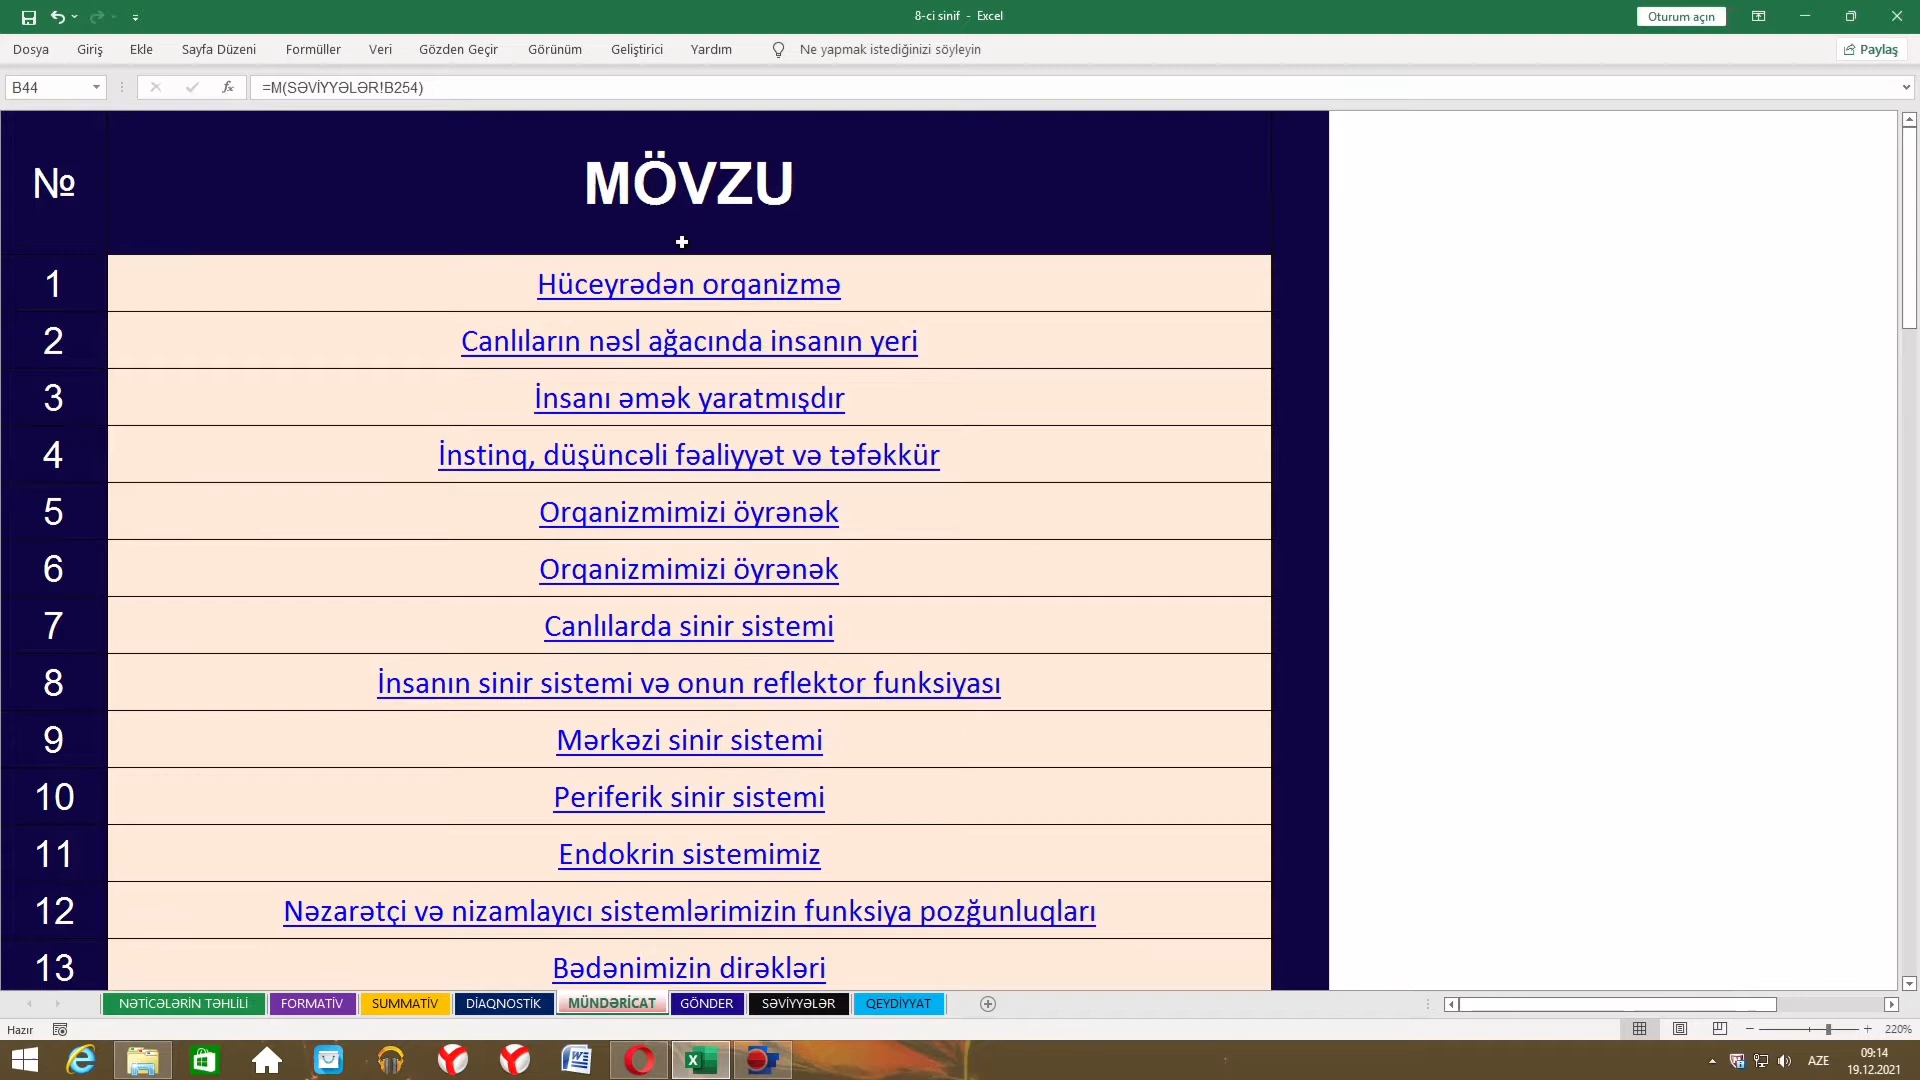 8-ci sinif - Excel
Oturum açın
Dosya Giriş Ekle Sayfa Düzeni Formüller Veri Gözden Geçir Görünüm Geliştirici Yardım Ne yapmak istediğinizi söyleyin Paylaş
B44 fx =M(SƏVİYYƏLƏR!B254)
№ MÖVZU
1 Hüceyrədən orqanizmə
2 Canlıların nəsl ağacında insanın yeri
3 İnsanı əmək yaratmışdır
4 İnstinq, düşüncəli fəaliyyət və təfəkkür
5 Orqanizmimizi öyrənək
6 Orqanizmimizi öyrənək
7 Canlılarda sinir sistemi
8 İnsanın sinir sistemi və onun reflektor funksiyası
9 Mərkəzi sinir sistemi
10 Periferik sinir sistemi
11 Endokrin sistemimiz
12 Nəzarətçi və nizamlayıcı sistemlərimizin funksiya pozğunluqları
13 Bədənimizin dirəkləri
NƏTİCƏLƏRİN TƏHLİLİ FORMATİV SUMMATİV DİAQNOSTİK MÜNDƏRİCAT GÖNDER SƏVİYYƏLƏR QEYDİYYAT
Hazır 220%
AZE 09:14
19.12.2021